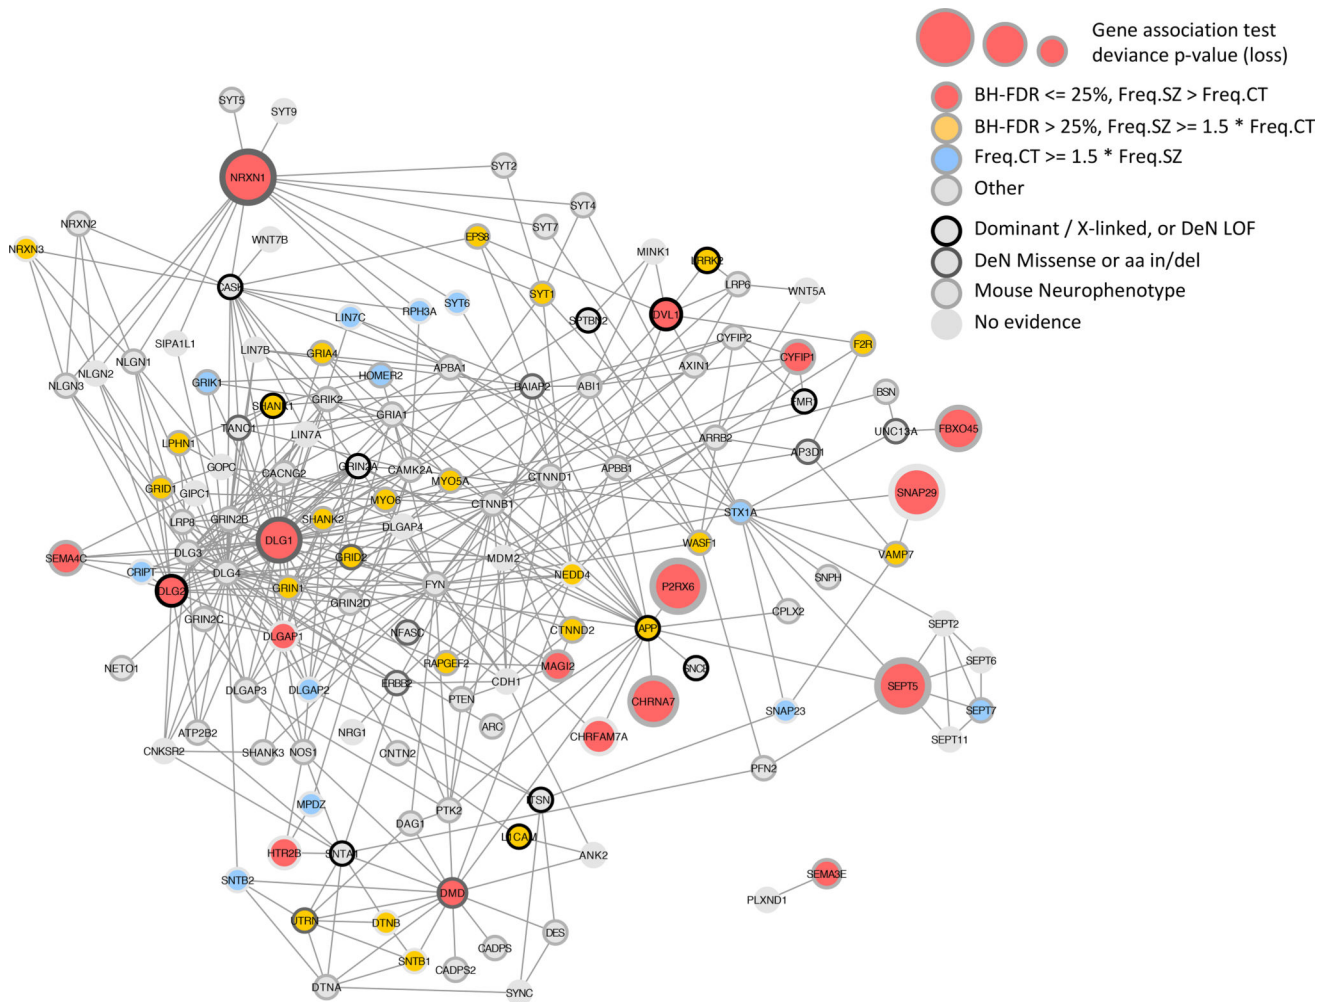 Gene association test
deviance p-value (loss)
BH-FDR <= 25%, Freq.SZ > Freq.CT
BH-FDR > 25%, Freq.SZ >= 1.5 * Freq.CT
Freq.CT >= 1.5 * Freq.SZ
Other
Dominant / X-linked, or DeN LOF
DeN Missense or aa in/del
Mouse Neurophenotype
No evidence
SYT5
SYT9
NRXN1
SYT2
SYT4
SYT7
NRXN2
NRXN3
WNT7B
EPS8
MINK1
LRRK2
LRP6
WNT5A
CASK
SYT1
LIN7C
RPH3A
SYT6
SPTBN2
DVL1
CYFIP2
F2R
SIPA1L1
LIN7B
GRIA4
NLGN1
NLGN2
NLGN3
GRIK1
HOMER2
APBA1
BAIAP2
ABI1
AXIN1
CYFIP1
FMR1
BSN
SHANK1
GRIK2
GRIA1
TANC1
LIN7A
LPHN1
ARRB2
UNC13A
FBXO45
AP3D1
GOPC
CACNG2
GRIN2A
CAMK2A
MYO5A
CTNND1
APBB1
GRID1
GIPC1
MYO6
CTNNB1
SNAP29
STX1A
LRP8
GRIN2B
SHANK2
DLGAP4
DLG1
WASF1
VAMP7
SEMA4C
DLG3
CRIPT
DLG4
GRID2
MDM2
NEDD4
SNPH
DLG2
GRIN1
FYN
P2RX6
GRIN2D
CPLX2
GRIN2C
DLGAP1
NFASC
CTNND2
APP
SEPT2
NETO1
RAPGEF2
MAGI2
SNCB
SEPT6
DLGAP3
DLGAP2
ERBB2
CDH1
PTEN
CHRNA7
SEPT5
SEPT7
SNAP23
ATP2B2
NRG1
ARC
CHRFAM7A
SEPT11
CNKSR2
SHANK3
NOS1
CNTN2
PFN2
MPDZ
PTK2
ITSN1
DAG1
L1CAM
HTR2B
SNTA1
ANK2
SNTB2
DMD
SEMA3E
PLXND1
UTRN
DTNB
DES
CADPS
SNTB1
CADPS2
DTNA
SYNC